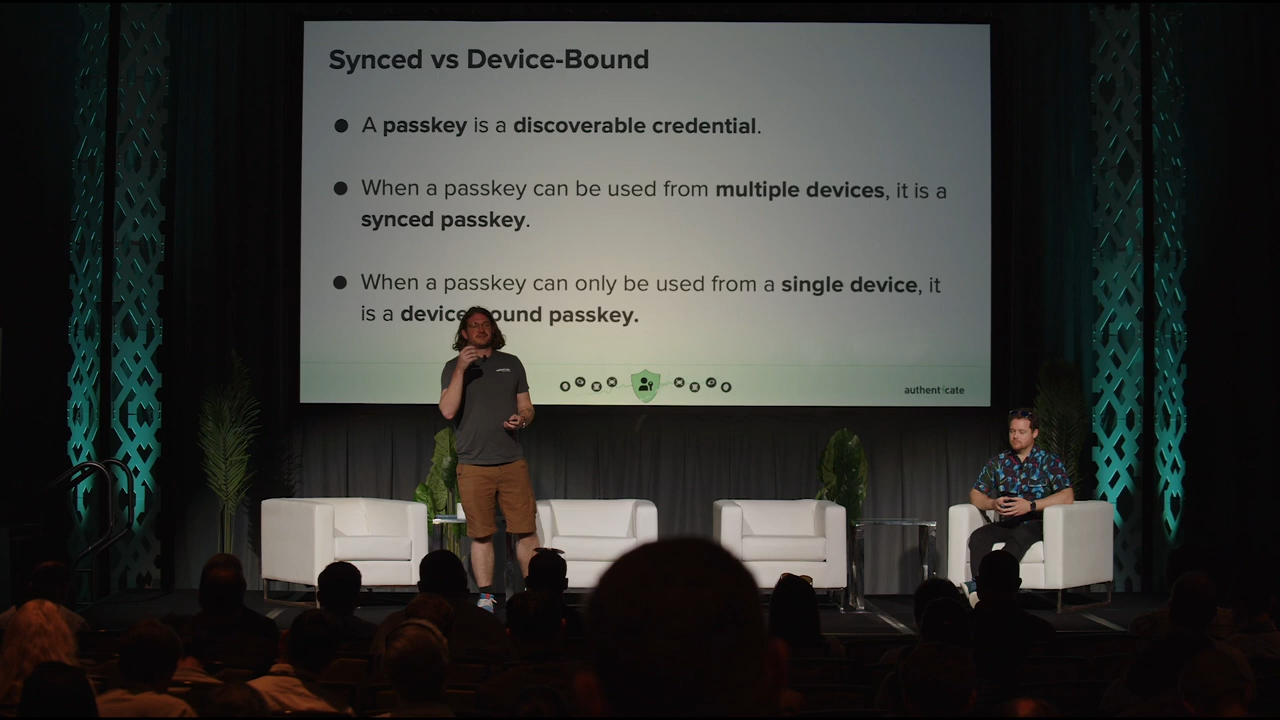 Synced vs Device-Bound
● A passkey is a discoverable credential.
● When a passkey can be used from multiple devices, it is a
synced passkey.
● When a passkey can only be used from a single device, it
is a device ound passkey.
authenticate